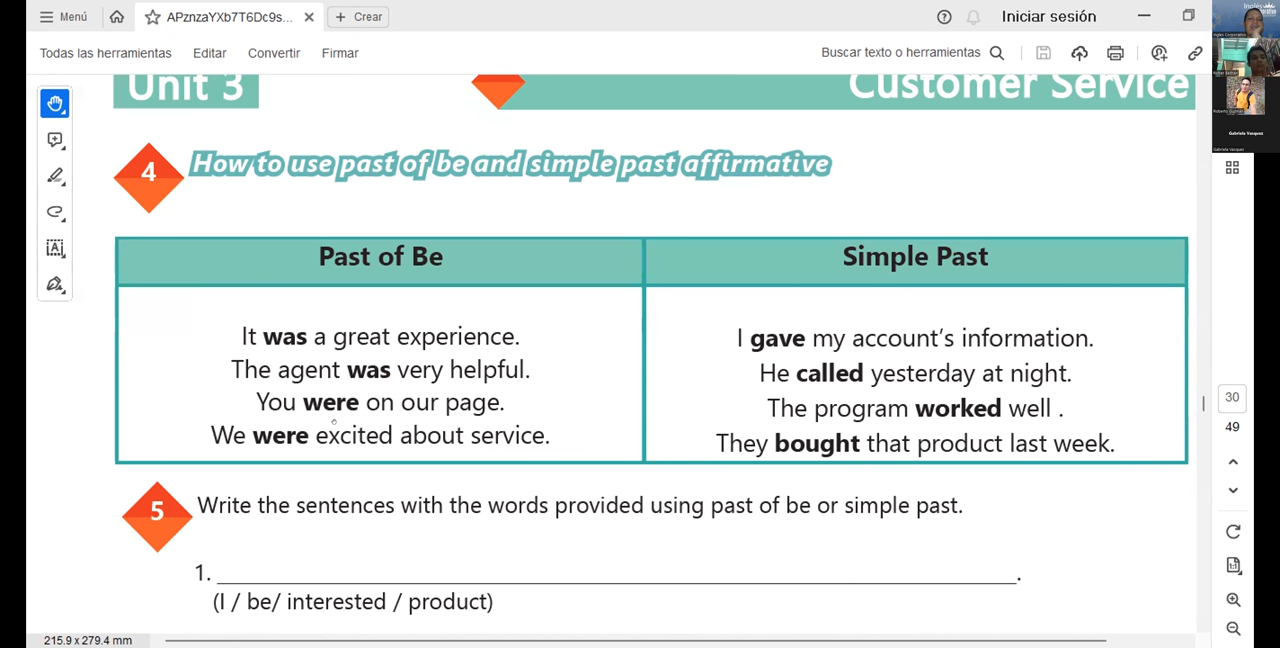 Menú
APznzaYXb7T6Dc9s...
Crear
Iniciar sesión
Todas las herramientas
Editar
Convertir
Firmar
Buscar texto o herramientas
Unit 3
Customer Service
4
How to use past of be and simple past affirmative
Past of Be
Simple Past
It was a great experience.
The agent was very helpful.
You were on our page.
We were excited about service.
I gave my account's information.
He called yesterday at night.
The program worked well .
They bought that product last week.
5
Write the sentences with the words provided using past of be or simple past.
1. ______________________________.
(I / be/ interested / product)
30
49
215.9 x 279.4 mm
Gabriela Vasquez